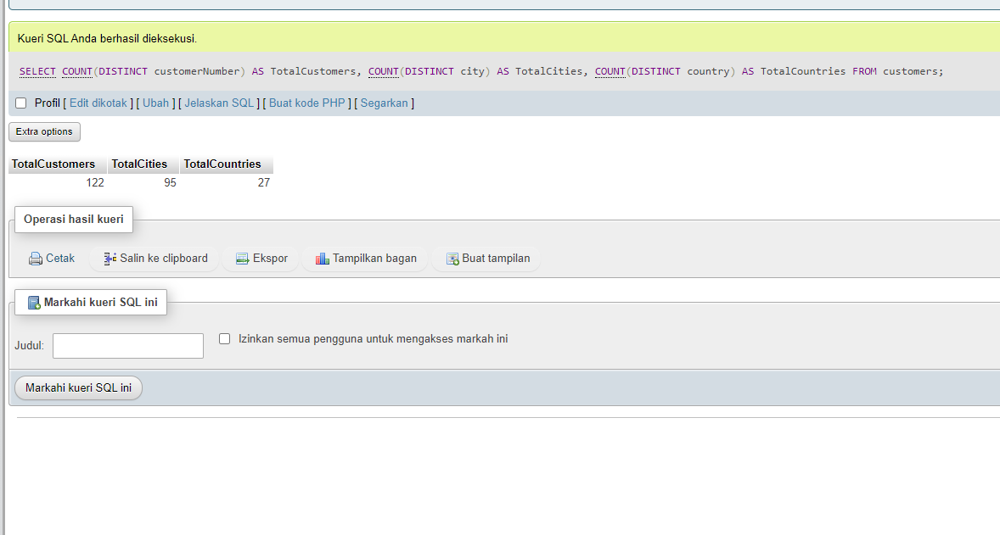 Kueri SQL Anda berhasil dieksekusi.
SELECT COUNT(DISTINCT customerNumber) AS TotalCustomers, COUNT(DISTINCT city) AS TotalCities, COUNT(DISTINCT country) AS TotalCountries FROM customers;
Profil [ Edit dikotak ] [ Ubah ] [ Jelaskan SQL ] [ Buat kode PHP ] [ Segarkan ]
Extra options
TotalCustomers TotalCities TotalCountries
122 95 27
Operasi hasil kueri
Cetak Salin ke clipboard Ekspor Tampilkan bagan Buat tampilan
Markahi kueri SQL ini
Judul: Izinkan semua pengguna untuk mengakses markah ini
Markahi kueri SQL ini